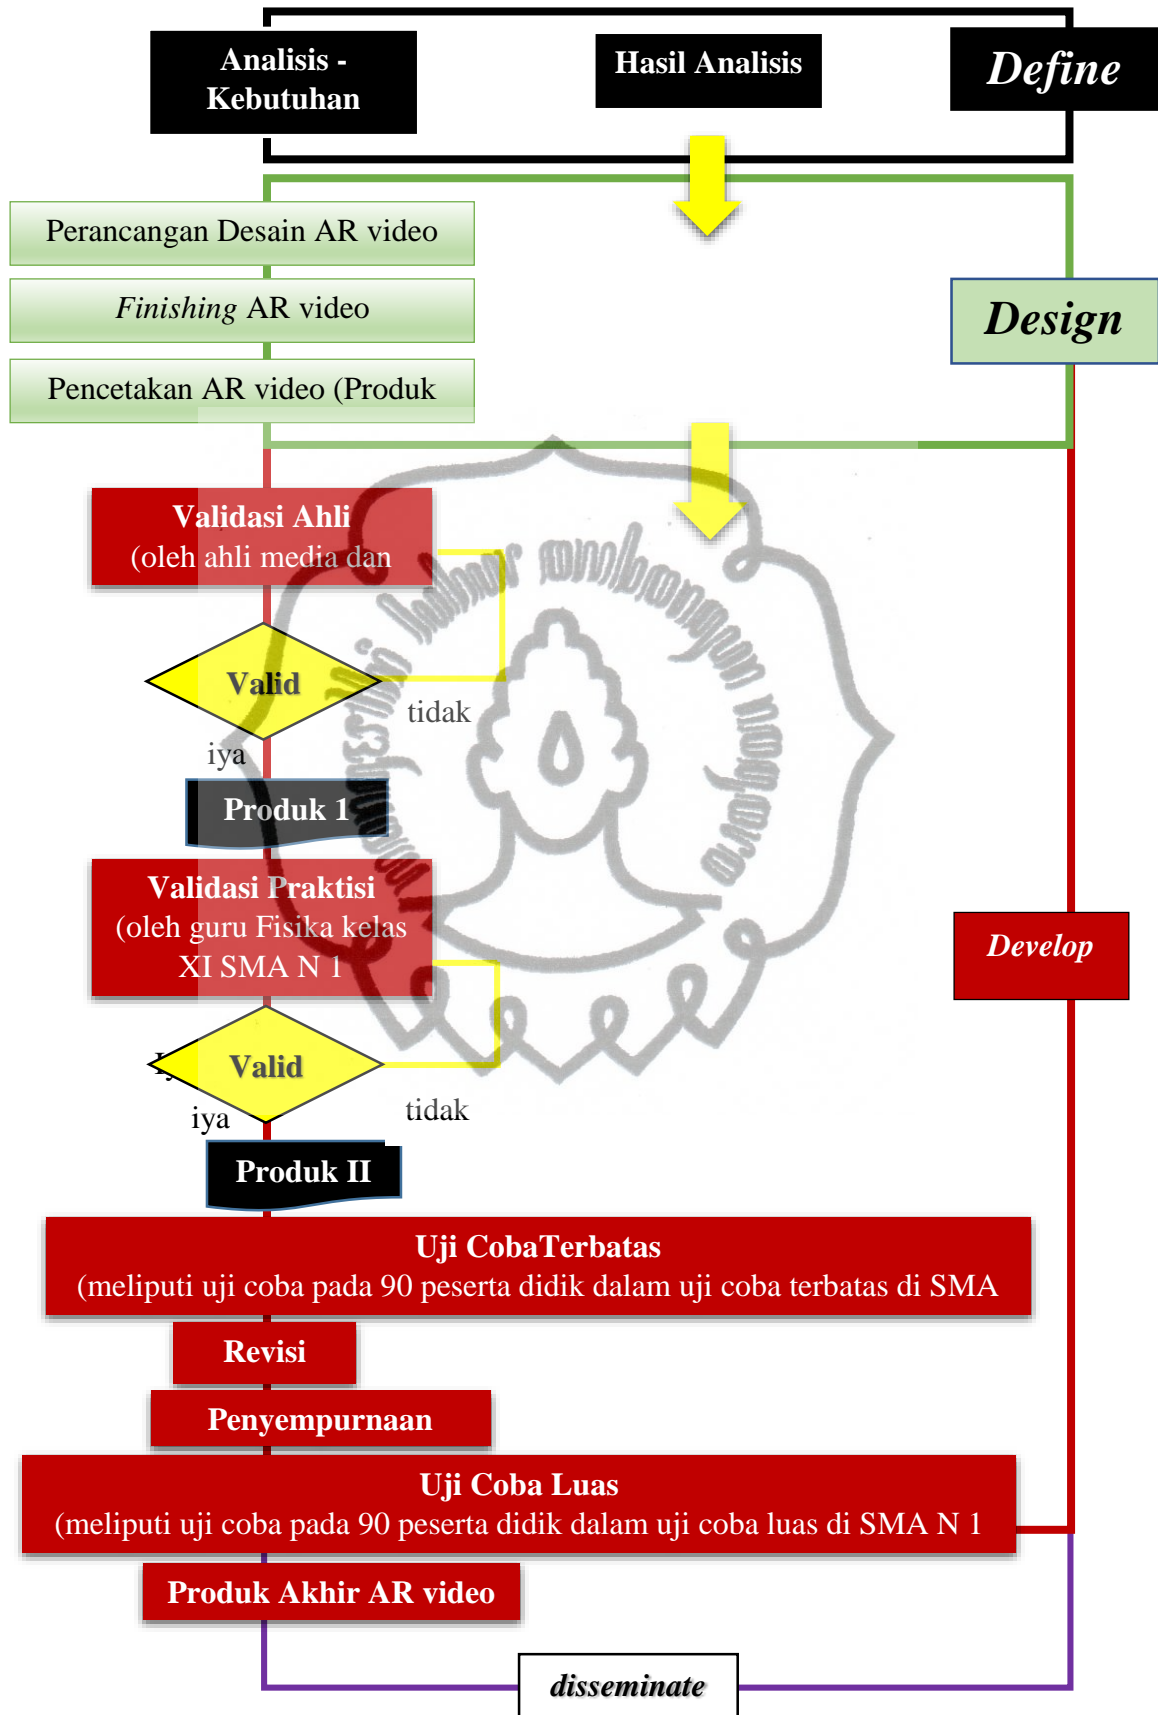 Analisis -
Kebutuhan
Hasil Analisis
Define
Perancangan Desain AR video
Finishing AR video
Design
Pencetakan AR video (Produk
Validasi Ahli
(oleh ahli media dan
Valid
tidak
iya
Produk 1
Validasi Praktisi
(oleh guru Fisika kelas
XI SMA N 1
Develop
Valid
iya
tidak
Produk II
Uji CobaTerbatas
(meliputi uji coba pada 90 peserta didik dalam uji coba terbatas di SMA
Revisi
Penyempurnaan
Uji Coba Luas
(meliputi uji coba pada 90 peserta didik dalam uji coba luas di SMA N 1
Produk Akhir AR video
disseminate